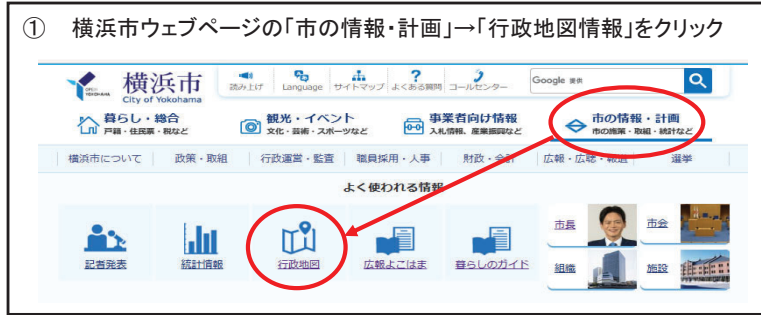 ① 横浜市ウェブページの「市の情報・計画」→「行政地図情報」をクリック
OPEN YOKOHAMA
横浜市
City of Yokohama
読み上げ Language サイトマップ よくある質問 コールセンター Google 提供
暮らし・総合
戸籍・住民票・税など
観光・イベント
文化・芸術・スポーツなど
事業者向け情報
入札情報、産業振興など
市の情報・計画
市の施策・取組・統計など
横浜市について 政策・取組 行政運営・監査 職員採用・人事 財政・会計 広報・広聴・報道 選挙
よく使われる情報
記者発表 統計情報 行政地図 広報よこはま 暮らしのガイド
市長 市会
組織 施設